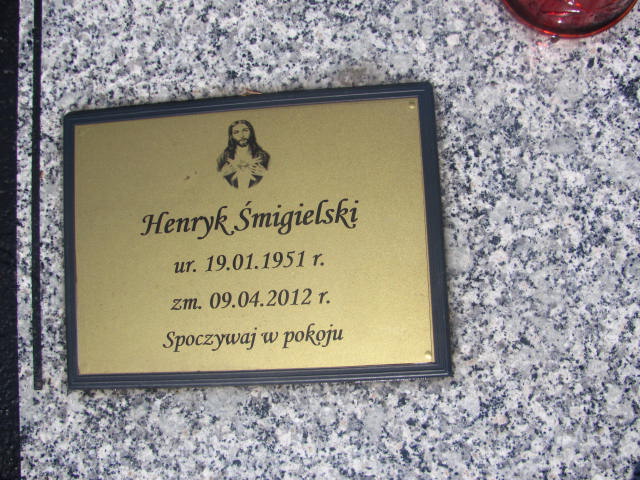 Henryk Śmigielski
ur. 19.01.1951 r.
zm. 09.04.2012 r.
Spoczywaj w pokoju